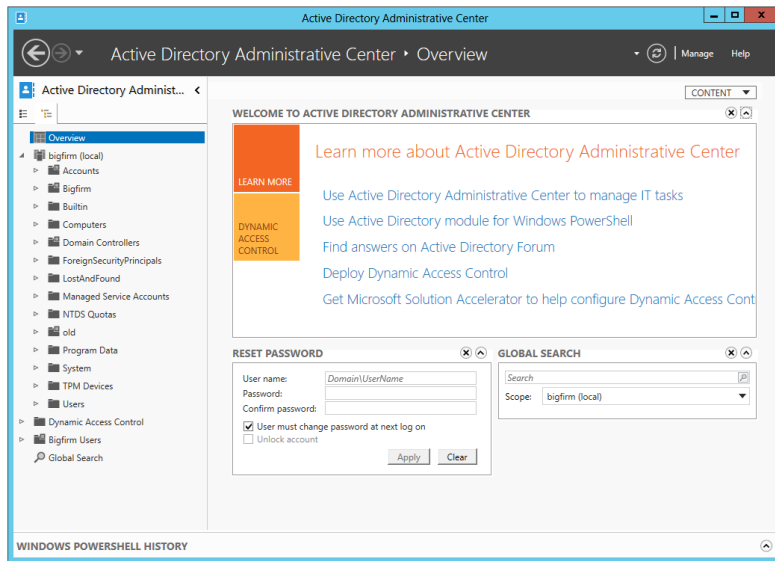 Active Directory Administrative Center
Active Directory Administrative Center • Overview
Manage Help
Active Directory Administ...
CONTENT
Overview
bigfirm (local)
Accounts
Bigfirm
Builtin
Computers
Domain Controllers
ForeignSecurityPrincipals
LostAndFound
Managed Service Accounts
NTDS Quotas
old
Program Data
System
TPM Devices
Users
Dynamic Access Control
Bigfirm Users
Global Search
WELCOME TO ACTIVE DIRECTORY ADMINISTRATIVE CENTER
LEARN MORE
DYNAMIC
ACCESS
CONTROL
Learn more about Active Directory Administrative Center
Use Active Directory Administrative Center to manage IT tasks
Use Active Directory module for Windows PowerShell
Find answers on Active Directory Forum
Deploy Dynamic Access Control
Get Microsoft Solution Accelerator to help configure Dynamic Access Cont
RESET PASSWORD
User name: Domain\UserName
Password:
Confirm password:
User must change password at next log on
Unlock account
Apply Clear
GLOBAL SEARCH
Search
Scope: bigfirm (local)
WINDOWS POWERSHELL HISTORY